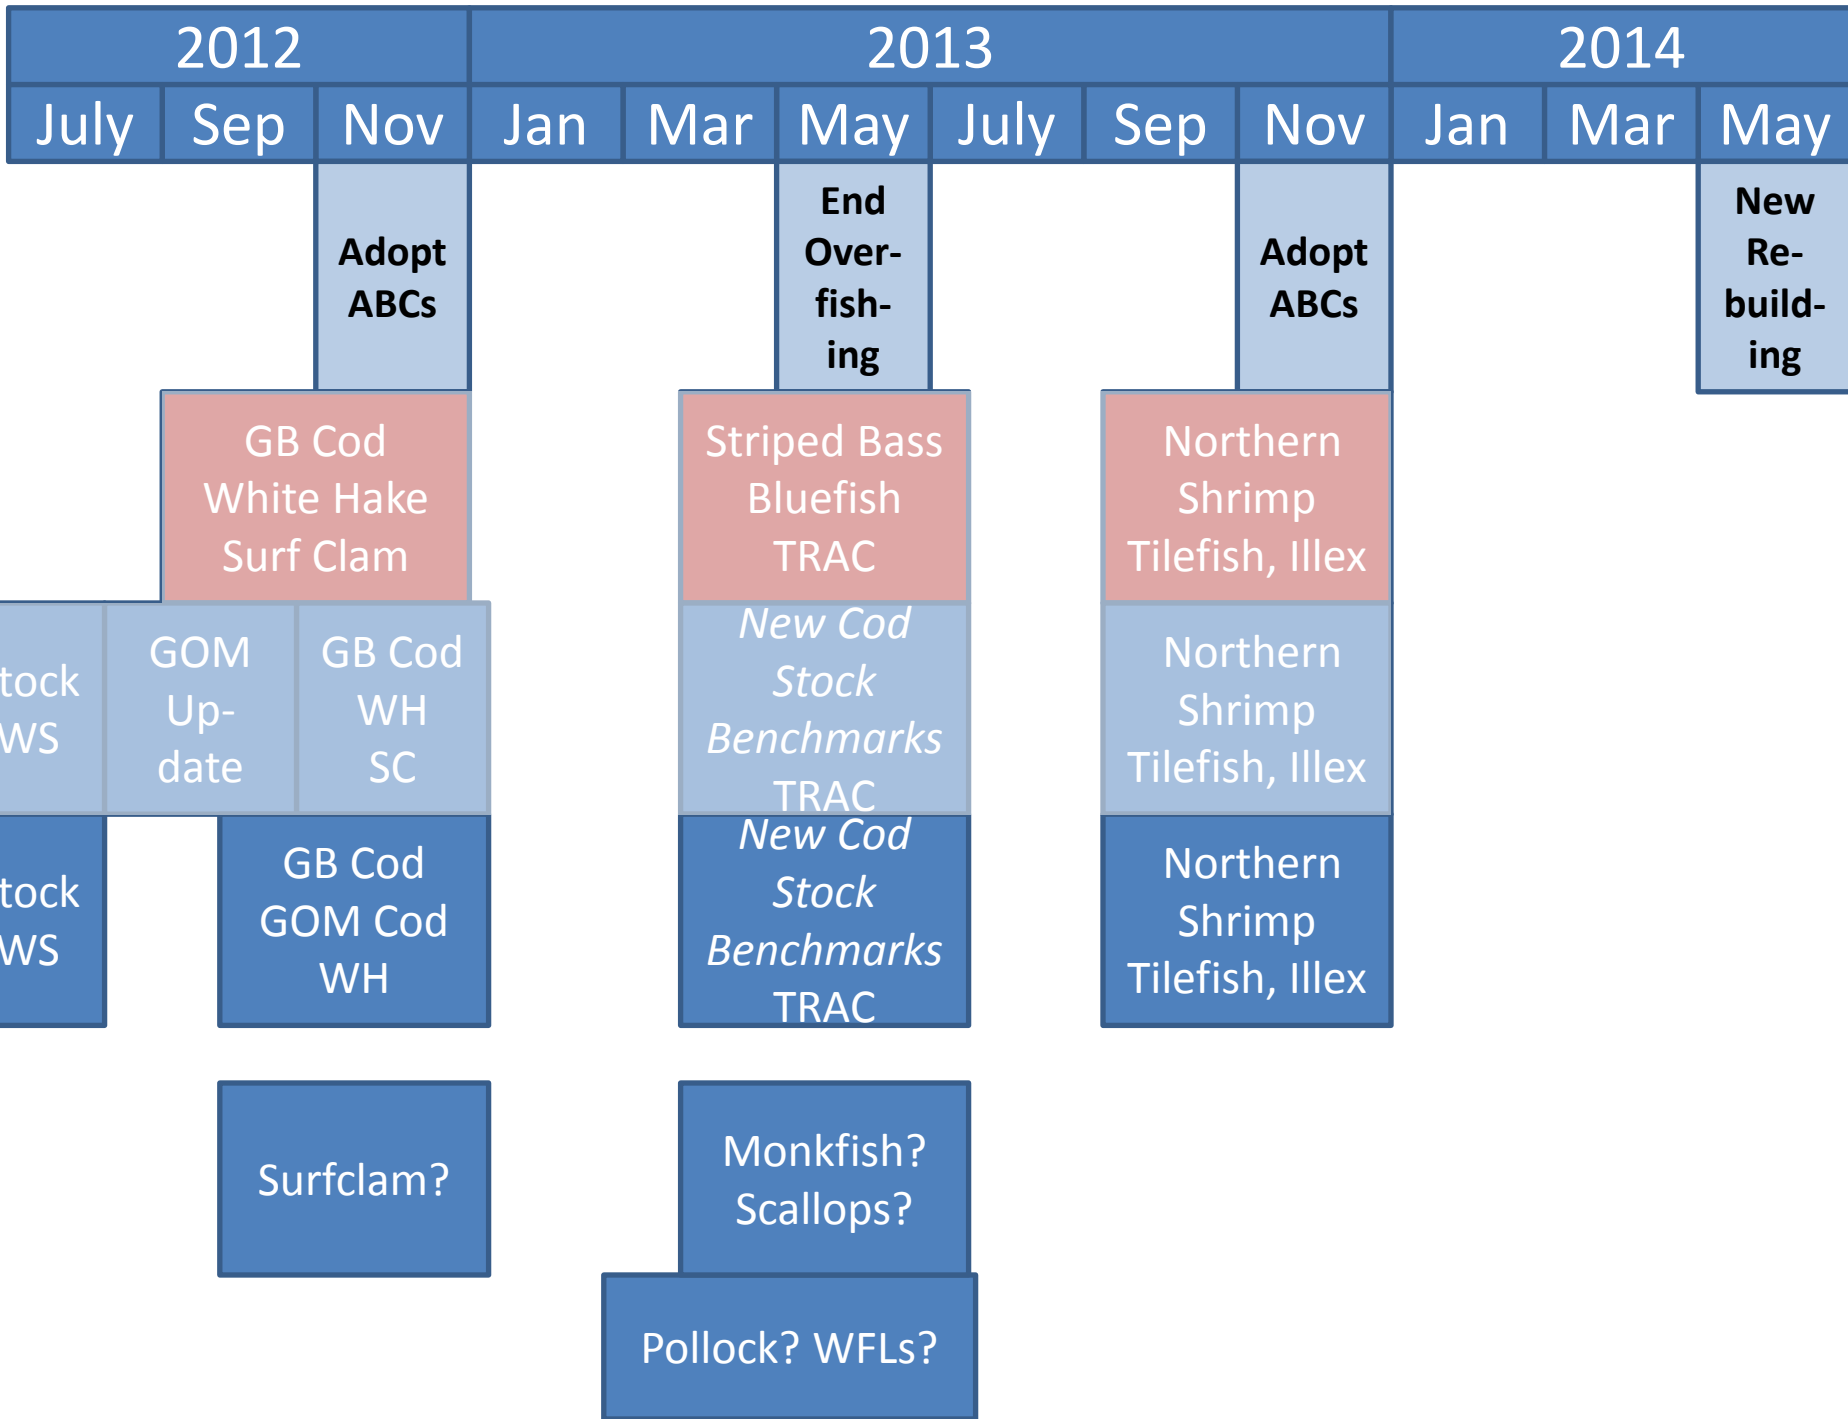 2012 2013 2014
July Sep Nov Jan Mar May July Sep Nov Jan Mar May
Adopt
ABCs
End
Over-
fish-
ing
Adopt
ABCs
New
Re-
build-
ing
GB Cod
White Hake
Surf Clam
Striped Bass
Bluefish
TRAC
Northern
Shrimp
Tilefish, Illex
tock
WS
GOM
Up-
date
GB Cod
WH
SC
New Cod
Stock
Benchmarks
TRAC
Northern
Shrimp
Tilefish, Illex
tock
WS
GB Cod
GOM Cod
WH
New Cod
Stock
Benchmarks
TRAC
Northern
Shrimp
Tilefish, Illex
Surfclam?
Monkfish?
Scallops?
Pollock? WFLs?